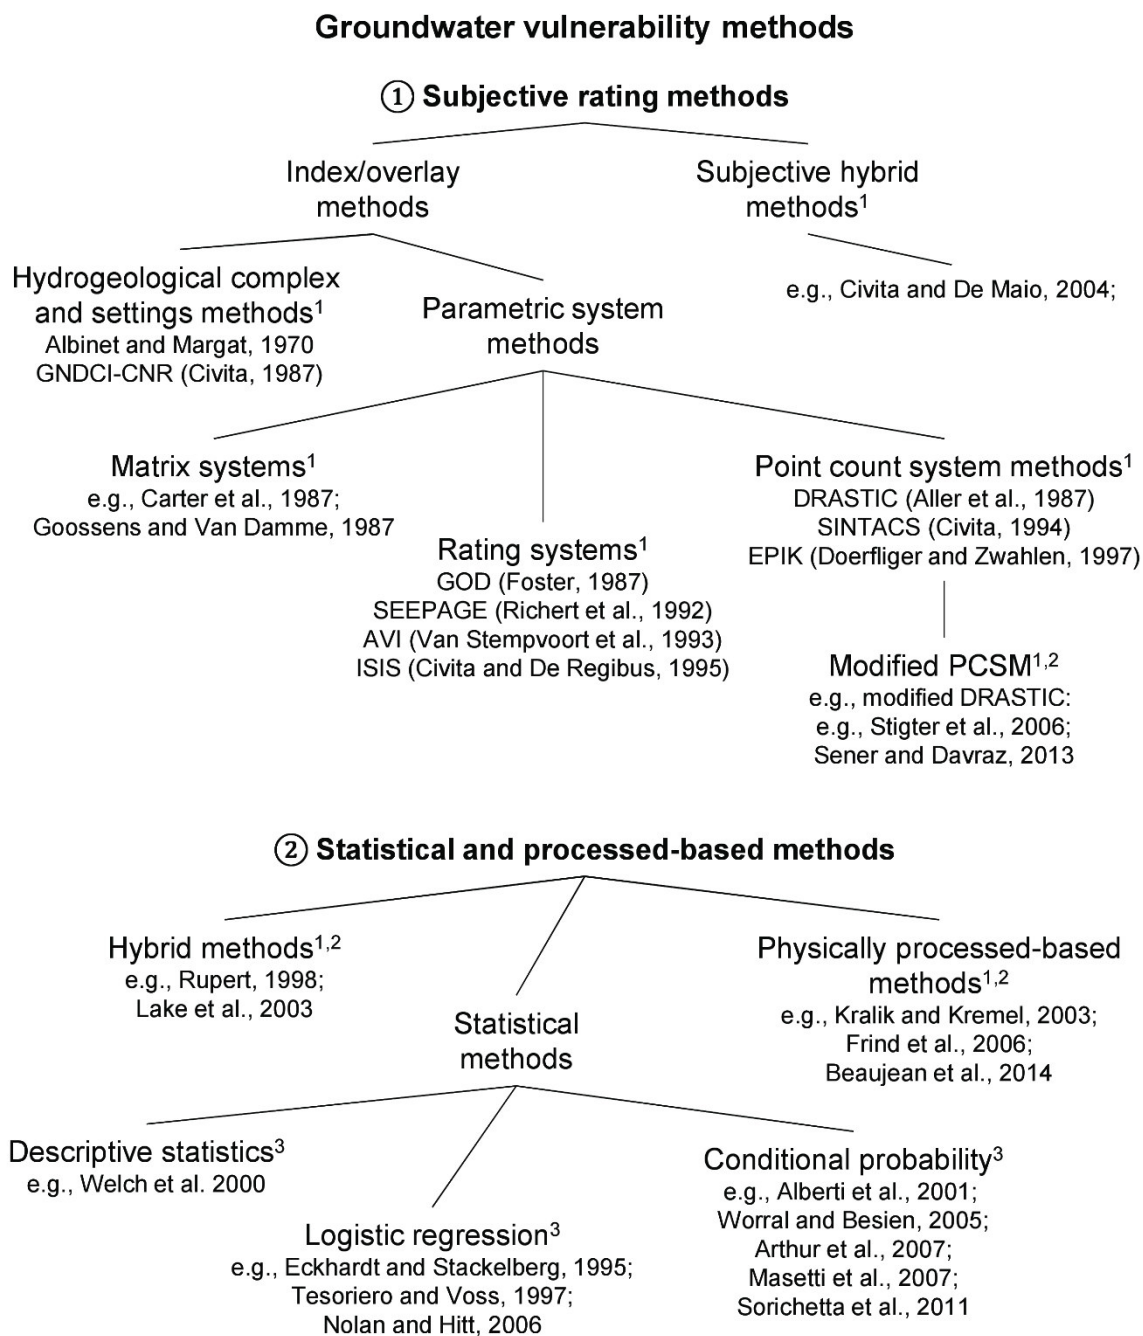 Groundwater vulnerability methods
① Subjective rating methods
Index/overlay
methods
Subjective hybrid
methods¹
Hydrogeological complex
and settings methods¹
Albinet and Margat, 1970
GNDCI-CNR (Civita, 1987)
Parametric system
methods
e.g., Civita and De Maio, 2004;
Matrix systems¹
e.g., Carter et al., 1987;
Goossens and Van Damme, 1987
Rating systems¹
GOD (Foster, 1987)
SEEPAGE (Richert et al., 1992)
AVI (Van Stempvoort et al., 1993)
ISIS (Civita and De Regibus, 1995)
Point count system methods¹
DRASTIC (Aller et al., 1987)
SINTACS (Civita, 1994)
EPIK (Doerfliger and Zwahlen, 1997)
Modified PCSM¹,²
e.g., modified DRASTIC:
e.g., Stigter et al., 2006;
Sener and Davraz, 2013
② Statistical and processed-based methods
Hybrid methods¹,²
e.g., Rupert, 1998;
Lake et al., 2003
Statistical
methods
Physically processed-based
methods¹,²
e.g., Kralik and Kremel, 2003;
Frind et al., 2006;
Beaujean et al., 2014
Descriptive statistics³
e.g., Welch et al. 2000
Logistic regression³
e.g., Eckhardt and Stackelberg, 1995;
Tesoriero and Voss, 1997;
Nolan and Hitt, 2006
Conditional probability³
e.g., Alberti et al., 2001;
Worral and Besien, 2005;
Arthur et al., 2007;
Masetti et al., 2007;
Sorichetta et al., 2011